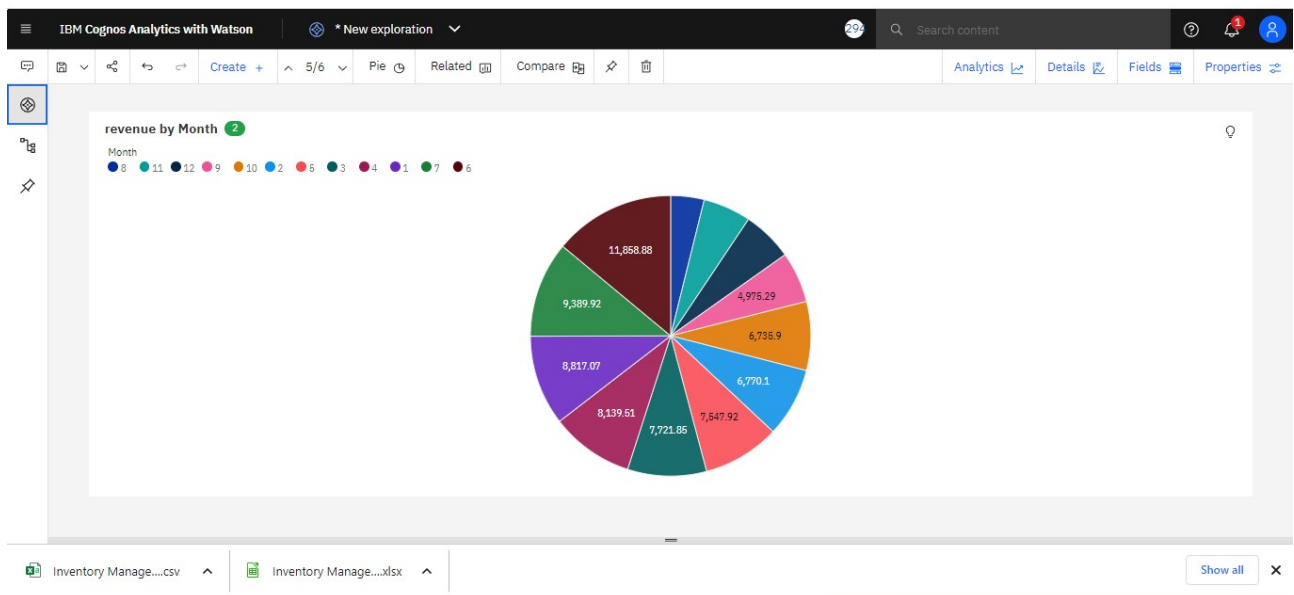 IBM Cognos Analytics with Watson * New exploration 294 Search content 1
Create + 5/6 Pie Related Compare Analytics Details Fields Properties
revenue by Month 2
Month
8 11 12 9 10 2 5 3 4 1 7 6
11,858.88
4,975.29
9,389.92
6,735.9
8,817.07
6,770.1
8,139.51
7,547.92
7,721.85
Inventory Manage....csv Inventory Manage....xlsx Show all